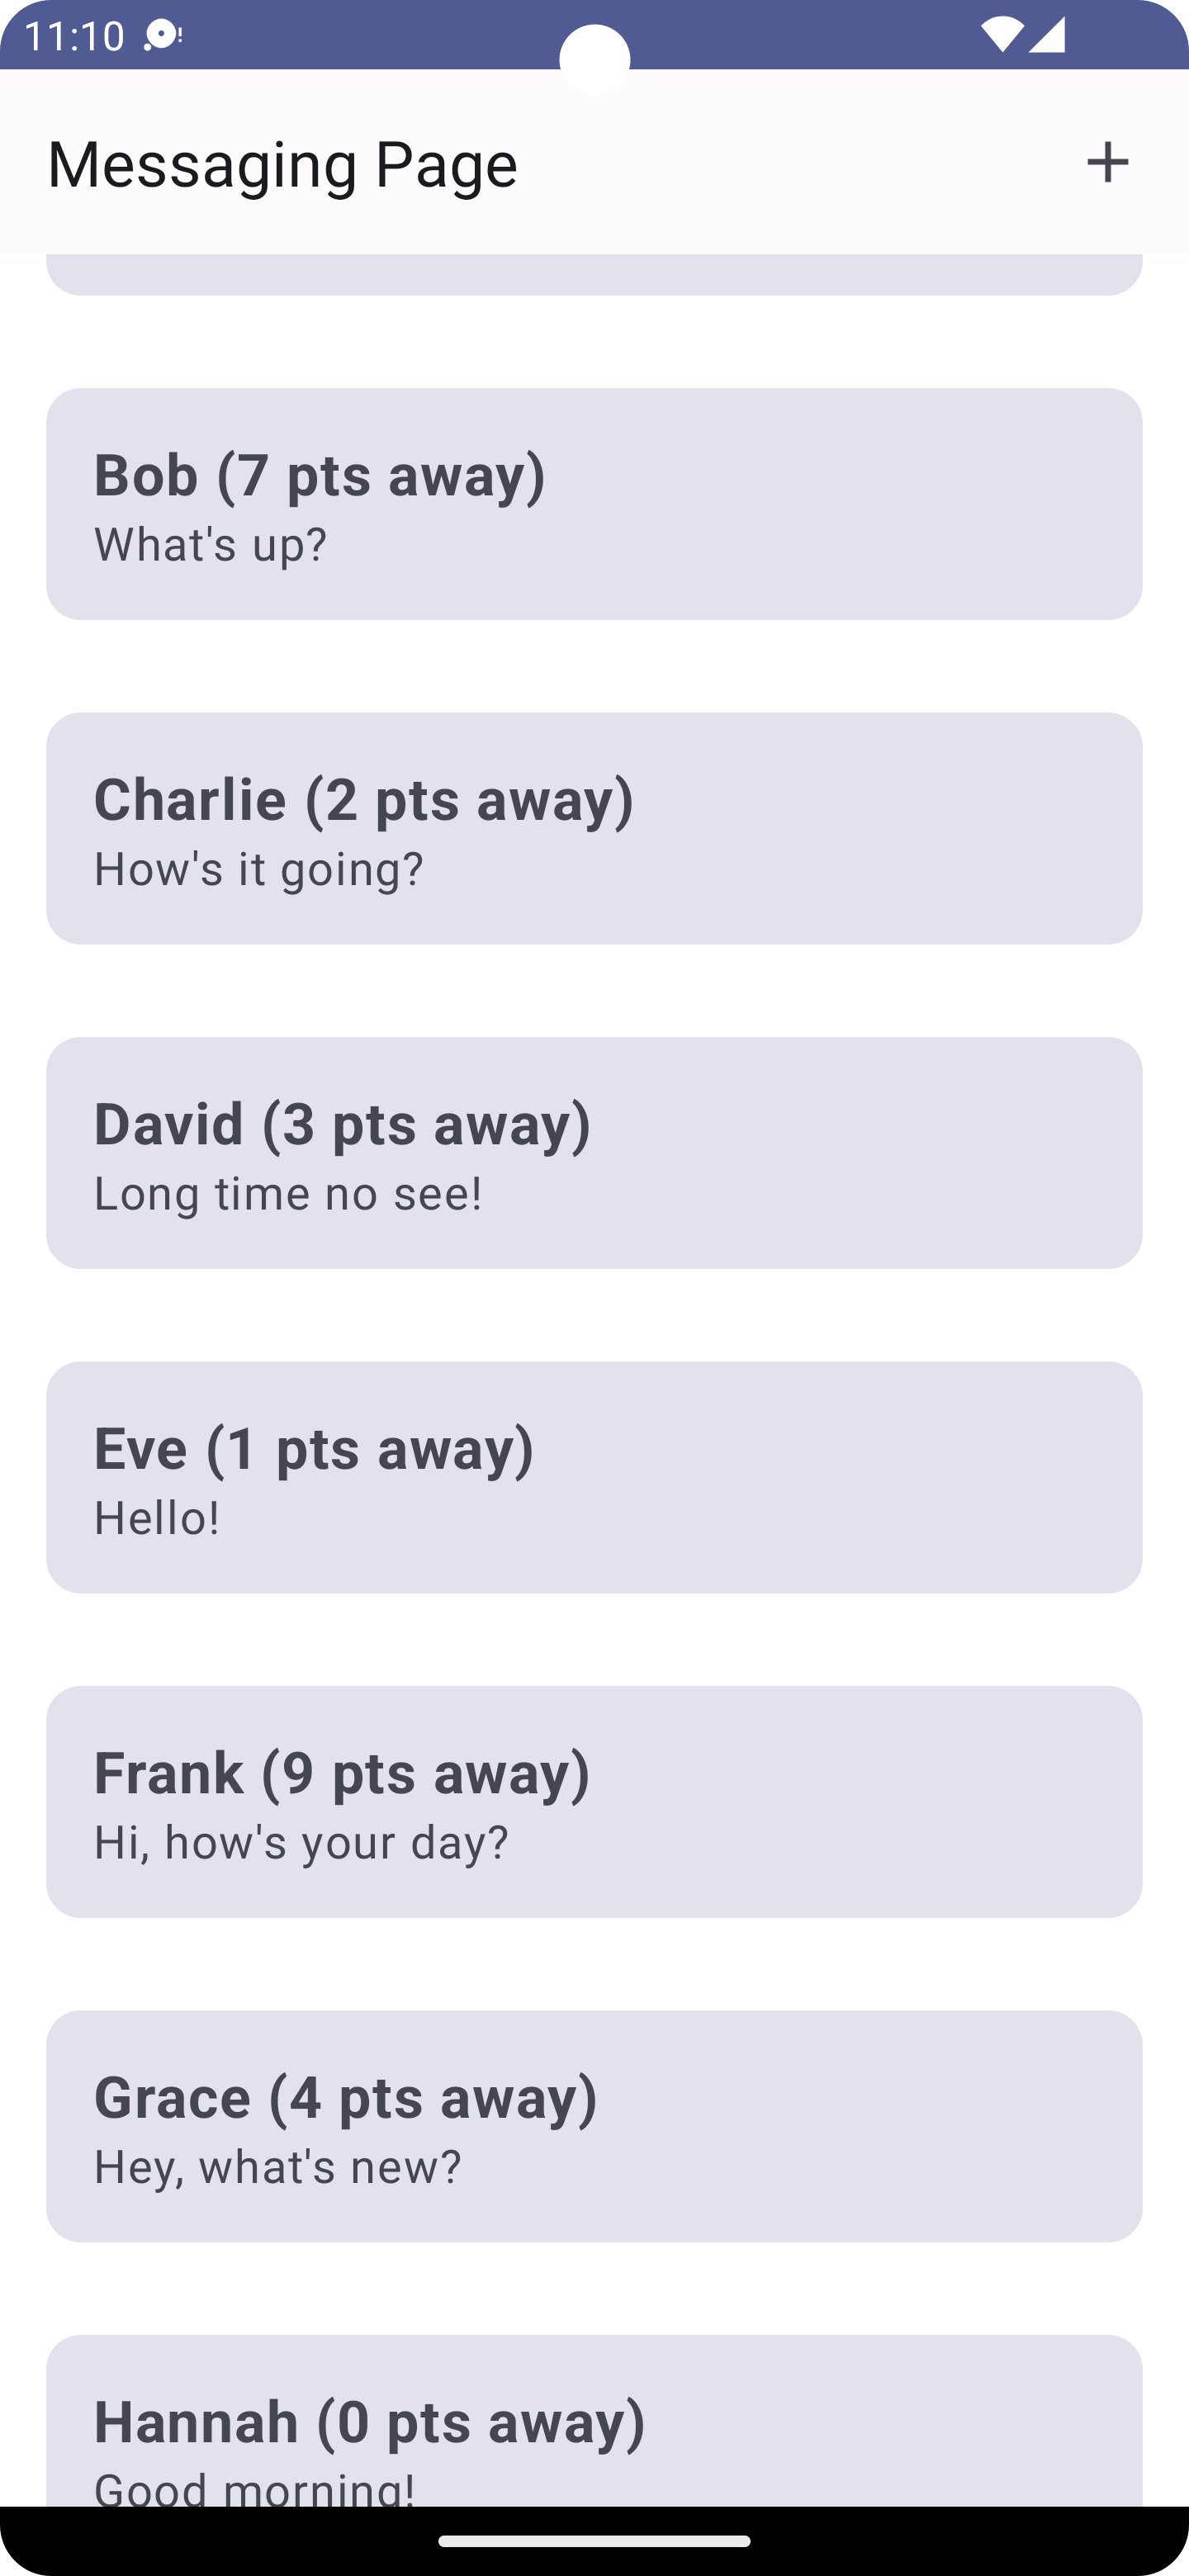 11:10
Messaging Page
+
Bob (7 pts away)
What's up?
Charlie (2 pts away)
How's it going?
David (3 pts away)
Long time no see!
Eve (1 pts away)
Hello!
Frank (9 pts away)
Hi, how's your day?
Grace (4 pts away)
Hey, what's new?
Hannah (0 pts away)
Good morning!